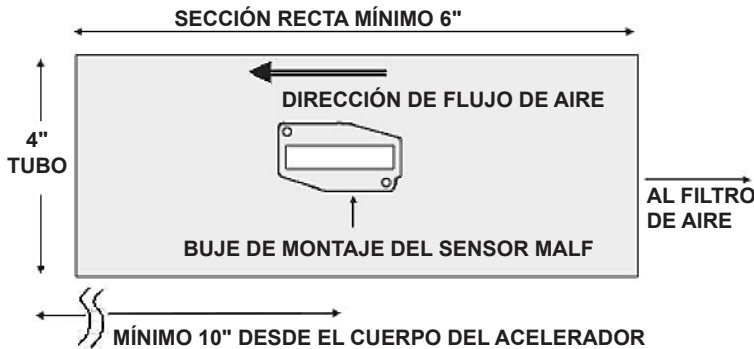 SECCIÓN RECTA MÍNIMO 6"
DIRECCIÓN DE FLUJO DE AIRE
4"
TUBO
AL FILTRO
DE AIRE
BUJE DE MONTAJE DEL SENSOR MALF
MÍNIMO 10" DESDE EL CUERPO DEL ACELERADOR